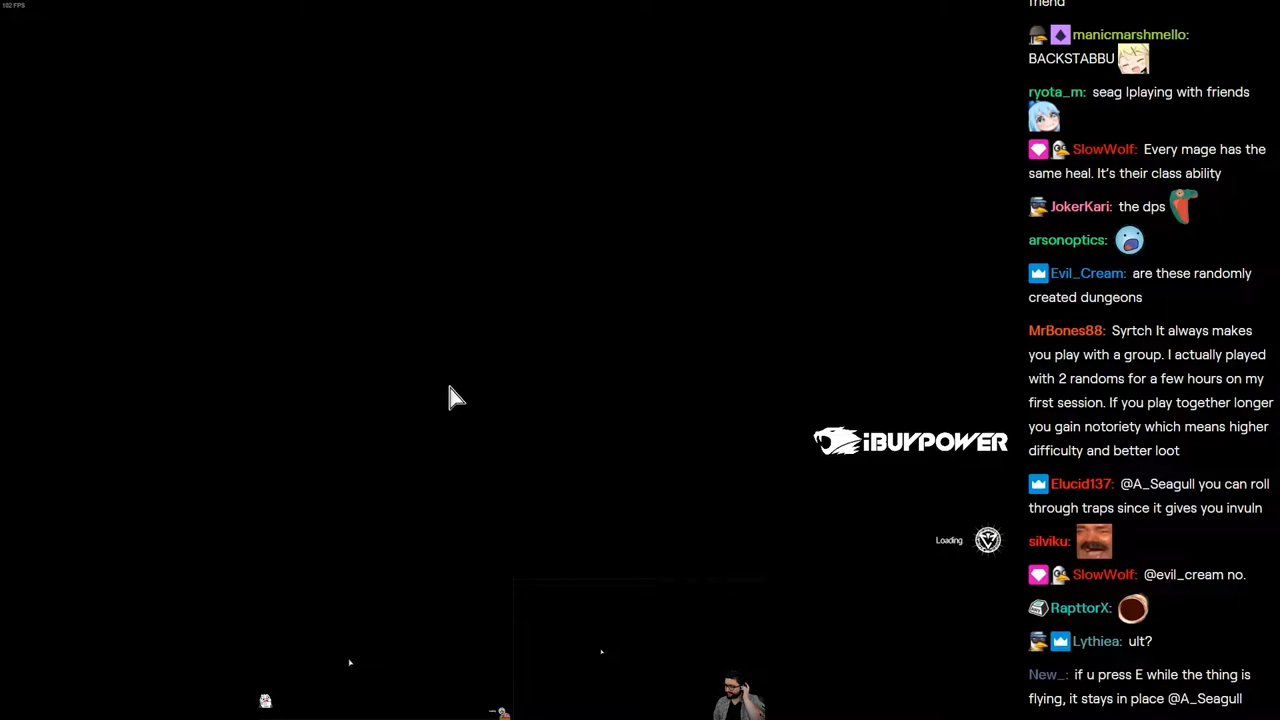 102 FPS
friend
manicmarshmello:
BACKSTABBU
ryota_m: seag lplaying with friends
SlowWolf: Every mage has the
same heal. It's their class ability
JokerKari: the dps
arsonoptics:
Evil_Cream: are these randomly
created dungeons
MrBones88: Syrtch It always makes
you play with a group. I actually played
with 2 randoms for a few hours on my
first session. If you play together longer
you gain notoriety which means higher
difficulty and better loot
iBUYPOWER
Elucid137: @A_Seagull you can roll
through traps since it gives you invuln
Loading
silviku:
SlowWolf: @evil_cream no.
RapttorX:
Lythiea: ult?
New_: if u press E while the thing is
flying, it stays in place @A_Seagull